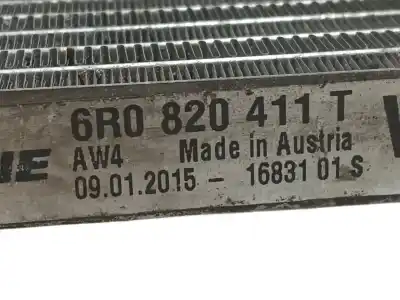 6R0 820 411 T
AW4 Made in Austria
09.01.2015 - 16831 01 S